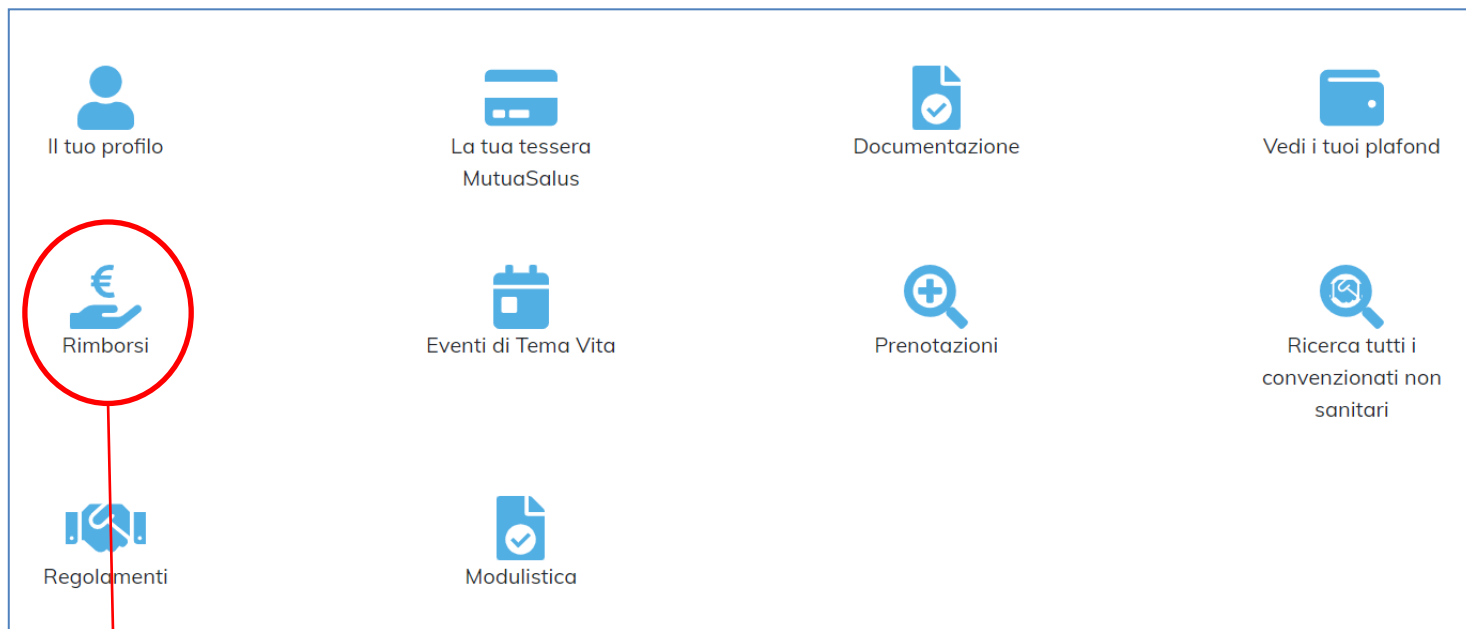 Il tuo profilo
La tua tessera
MutuaSalus
Documentazione
Vedi i tuoi plafond
€
Rimborsi
Eventi di Tema Vita
Prenotazioni
Ricerca tutti i
convenzionati non
sanitari
Regolamenti
Modulistica